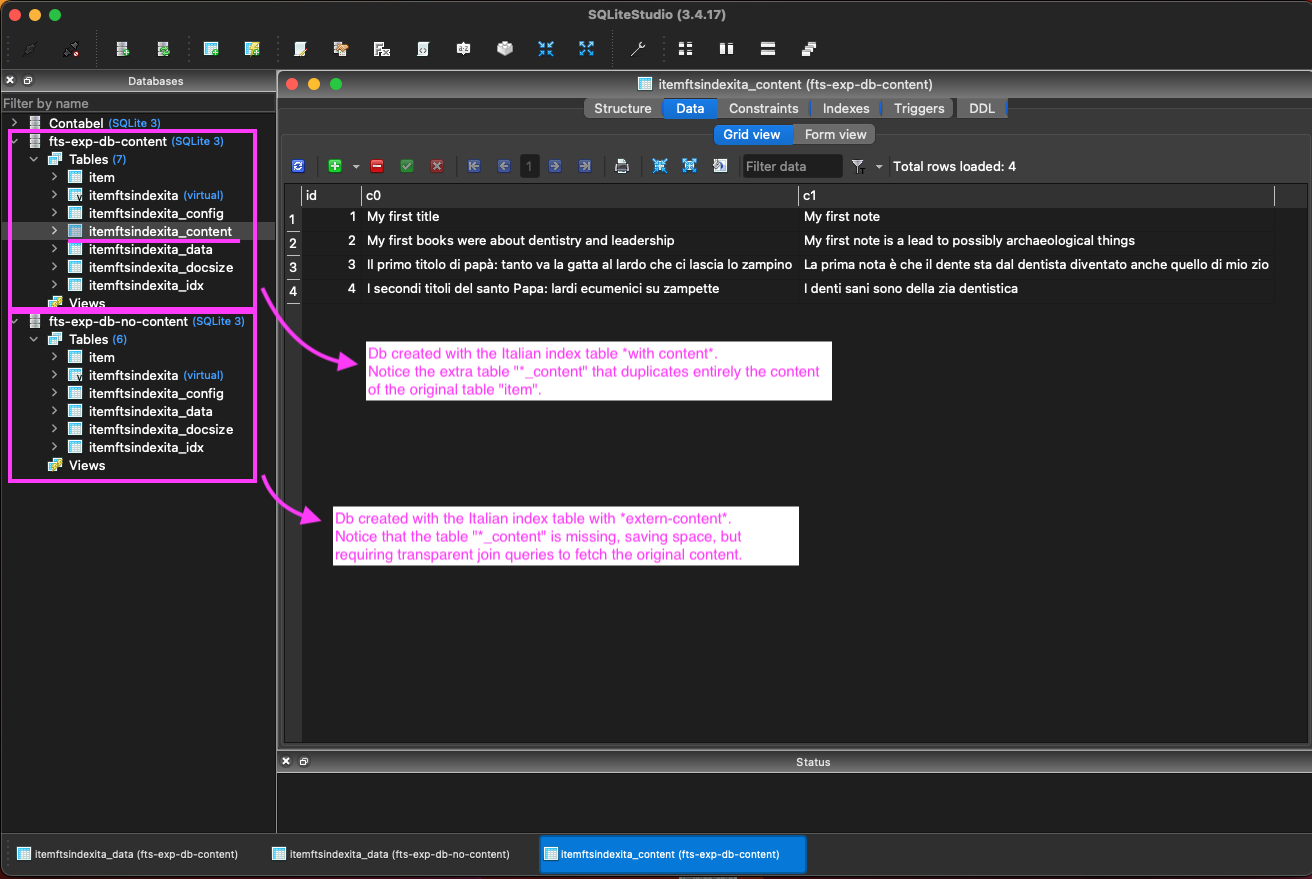 SQLiteStudio (3.4.17)
Databases
Filter by name
Contabel (SQLite 3)
fts-exp-db-content (SQLite 3)
Tables (7)
item
itemftsindexita (virtual)
itemftsindexita_config
itemftsindexita_content
itemftsindexita_data
itemftsindexita_docsize
itemftsindexita_idx
Views
fts-exp-db-no-content (SQLite 3)
Tables (6)
item
itemftsindexita (virtual)
itemftsindexita_config
itemftsindexita_data
itemftsindexita_docsize
itemftsindexita_idx
Views
itemftsindexita_content (fts-exp-db-content)
Structure Data Constraints Indexes Triggers DDL
Grid view Form view
1 Filter data Total rows loaded: 4
id c0 c1
1 1 My first title My first note
2 2 My first books were about dentistry and leadership My first note is a lead to possibly archaeological things
3 3 Il primo titolo di papà: tanto va la gatta al lardo che ci lascia lo zampino La prima nota è che il dente sta dal dentista diventato anche quello di mio zio
4 4 I secondi titoli del santo Papa: lardi ecumenici su zampette I denti sani sono della zia dentistica
Db created with the Italian index table *with content*.
Notice the extra table "*_content" that duplicates entirely the content
of the original table "item".
Db created with the Italian index table with *extern-content*.
Notice that the table "*_content" is missing, saving space, but
requiring transparent join queries to fetch the original content.
Status
itemftsindexita_data (fts-exp-db-content) itemftsindexita_data (fts-exp-db-no-content) itemftsindexita_content (fts-exp-db-content)